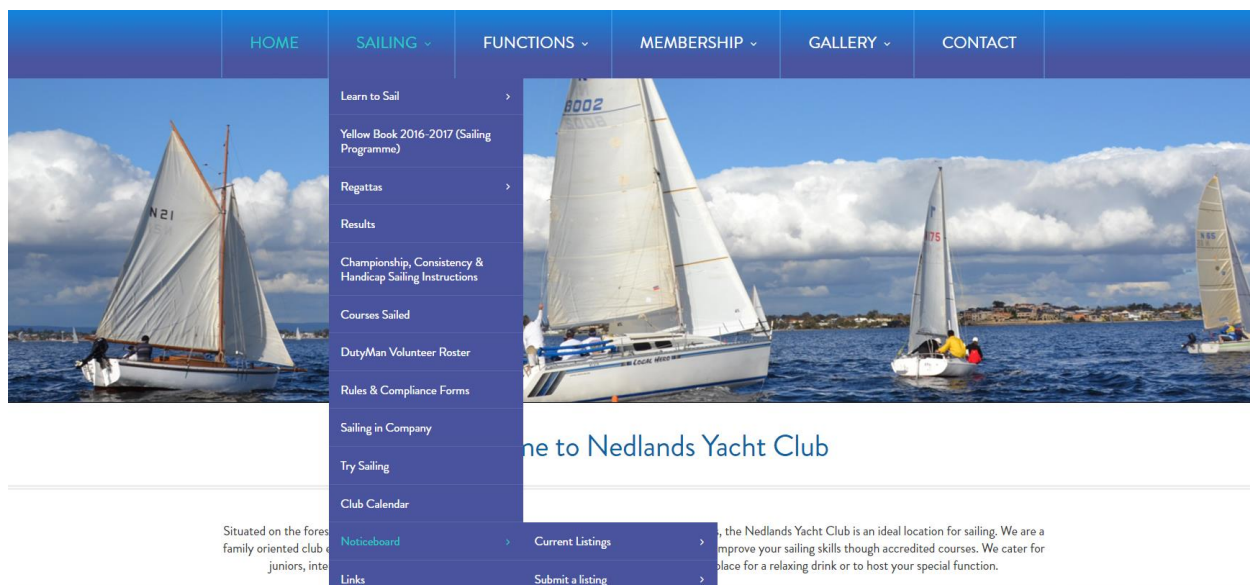 HOME SAILING FUNCTIONS MEMBERSHIP GALLERY CONTACT
Learn to Sail
Yellow Book 2016-2017 (Sailing
Programme)
Regattas
Results
Championship, Consistency &
Handicap Sailing Instructions
Courses Sailed
DutyMan Volunteer Roster
Rules & Compliance Forms
Sailing in Company
Try Sailing
Club Calendar
Noticeboard
Links
Current Listings
Submit a listing
N 21
8002
175
LOCAL HERO
me to Nedlands Yacht Club
Situated on the fores , the Nedlands Yacht Club is an ideal location for sailing. We are a
family oriented club mprove your sailing skills though accredited courses. We cater for
juniors, inte place for a relaxing drink or to host your special function.